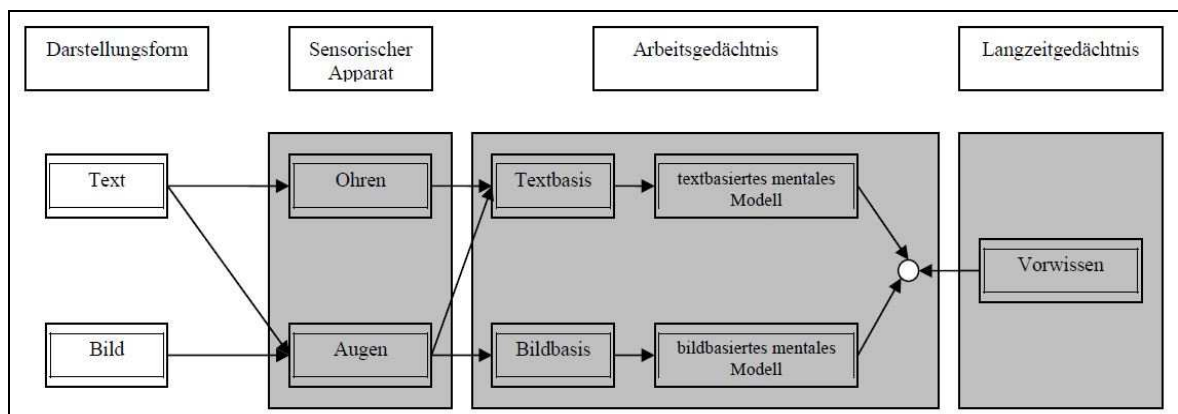 Darstellungsform
Sensorischer
Apparat
Arbeitsgedächtnis
Langzeitgedächtnis
Text
Ohren
Textbasis
textbasiertes mentales
Modell
Vorwissen
Bild
Augen
Bildbasis
bildbasiertes mentales
Modell